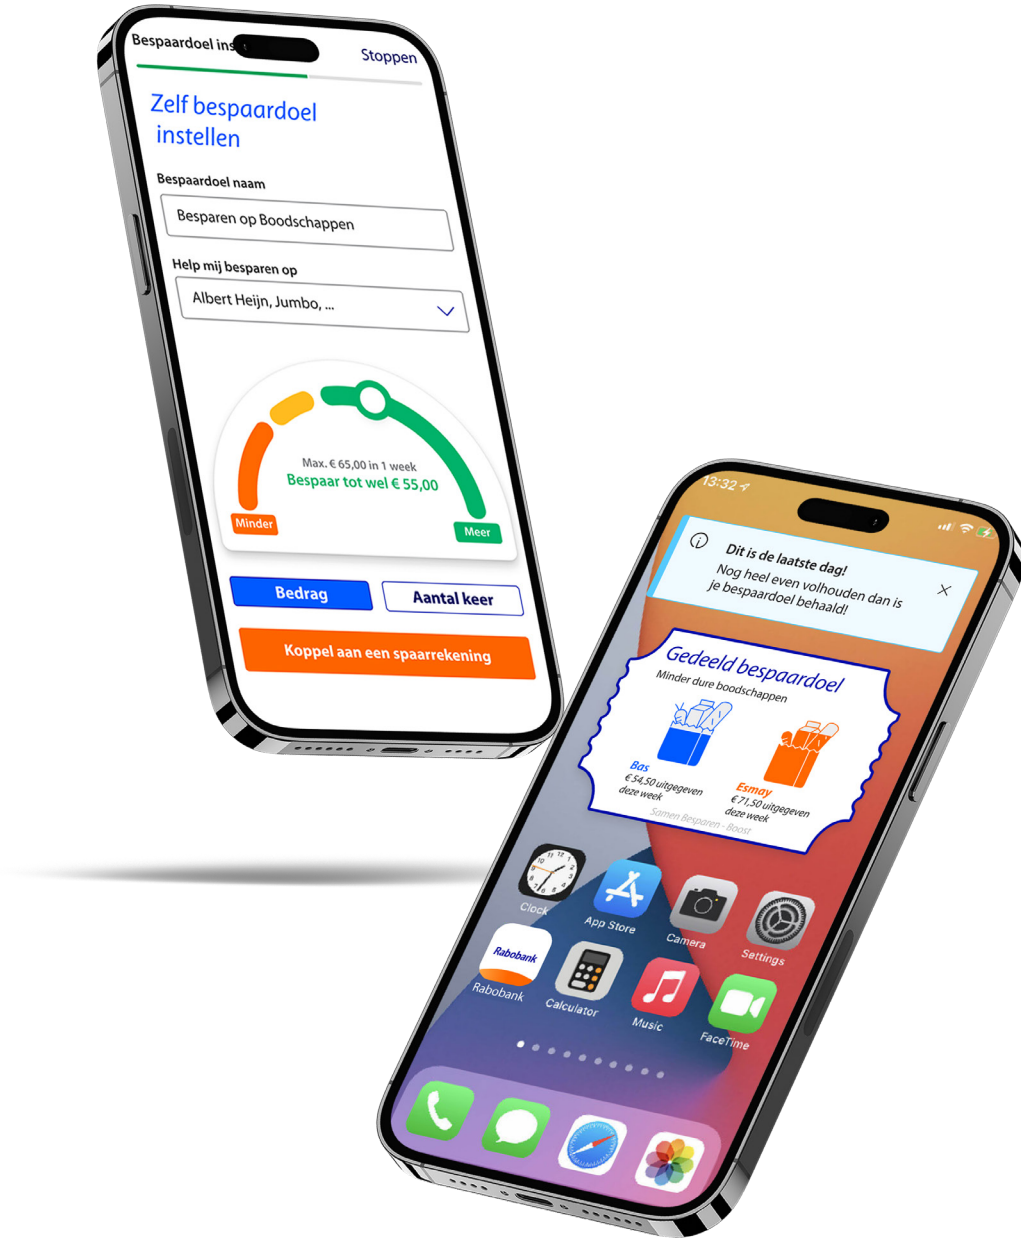 Bespaardoel ins
Stoppen
Zelf bespaardoel
instellen
Bespaardoel naam
Besparen op Boodschappen
Help mij besparen op
Albert Heijn, Jumbo, ...
Max. € 65,00 in 1 week
Bespaar tot wel € 55,00
Minder
Meer
Bedrag
Aantal keer
Koppel aan een spaarrekening
13:32
Dit is de laatste dag!
Nog heel even volhouden dan is
je bespaardoel behaald!
Gedeeld bespaardoel
Minder dure boodschappen
Bas
€ 54,50 uitgegeven
deze week
Esmay
€ 71,50 uitgegeven
deze week
Samen Besparen - Boost
Clock
App Store
Camera
Settings
Rabobank
Rabobank
Calculator
Music
FaceTime